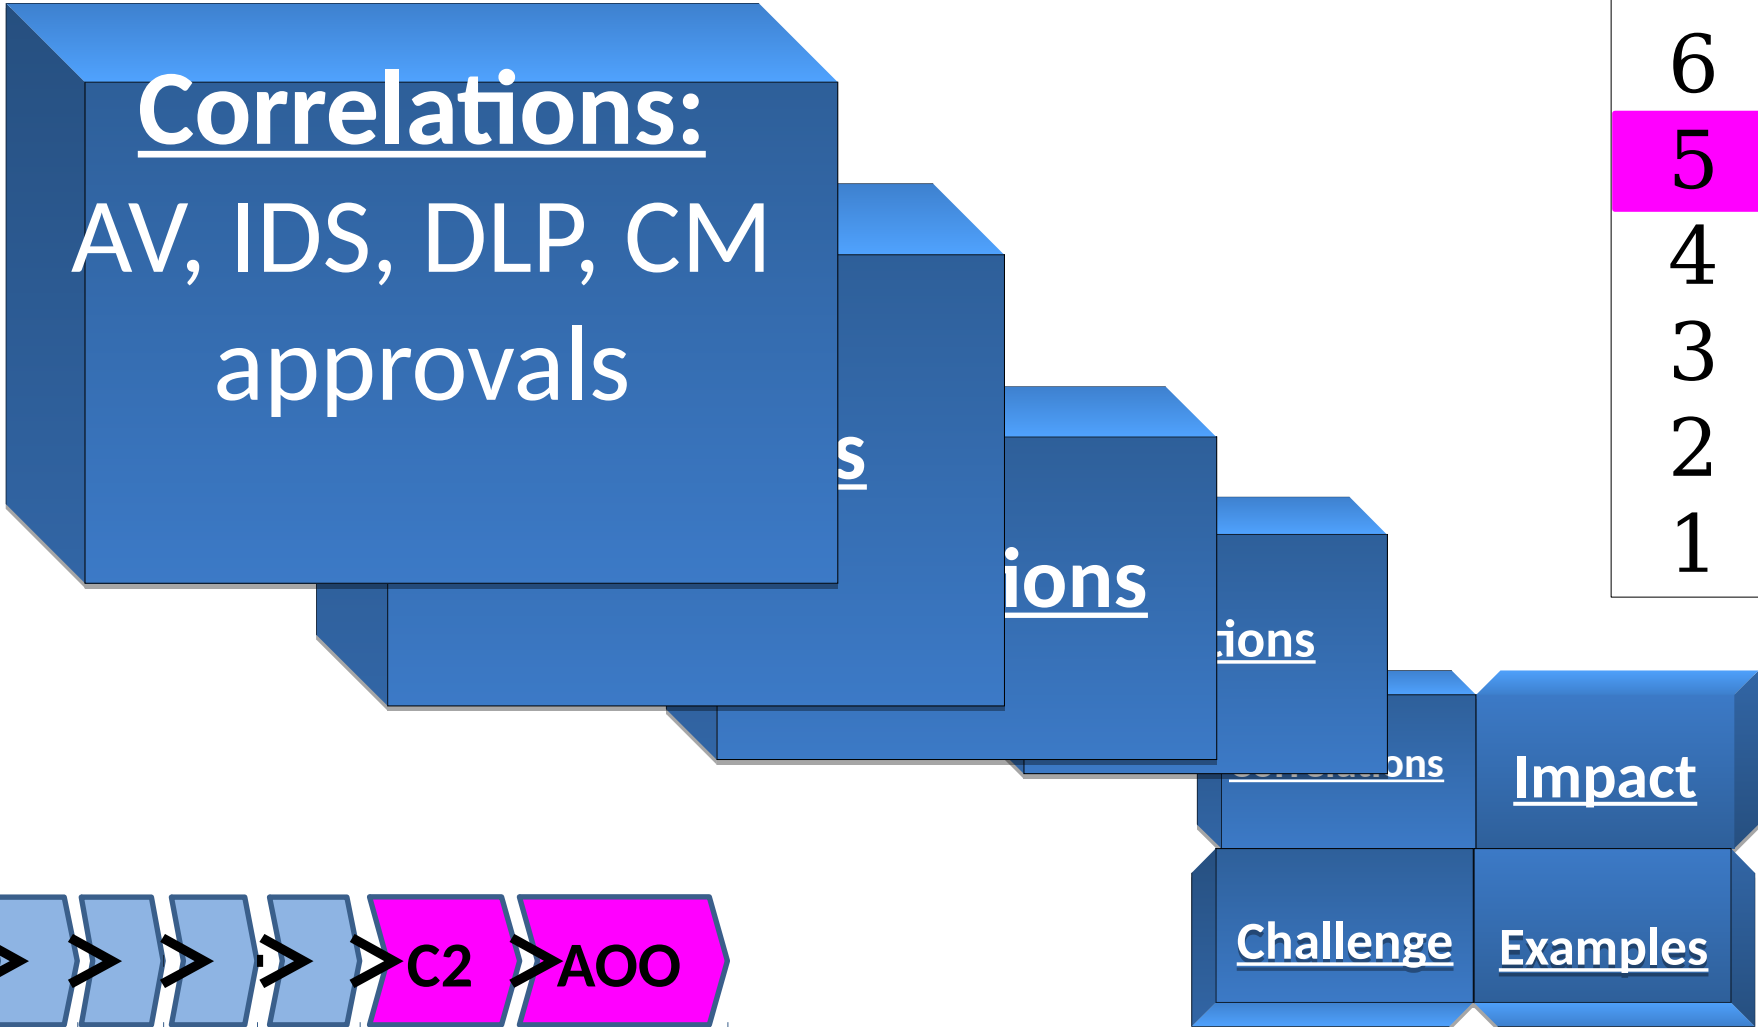 Correlations:
AV, IDS, DLP, CM
approvals
s
ions
tions
ons
Impact
Challenge
Examples
6
5
4
3
2
1
C2
AOO